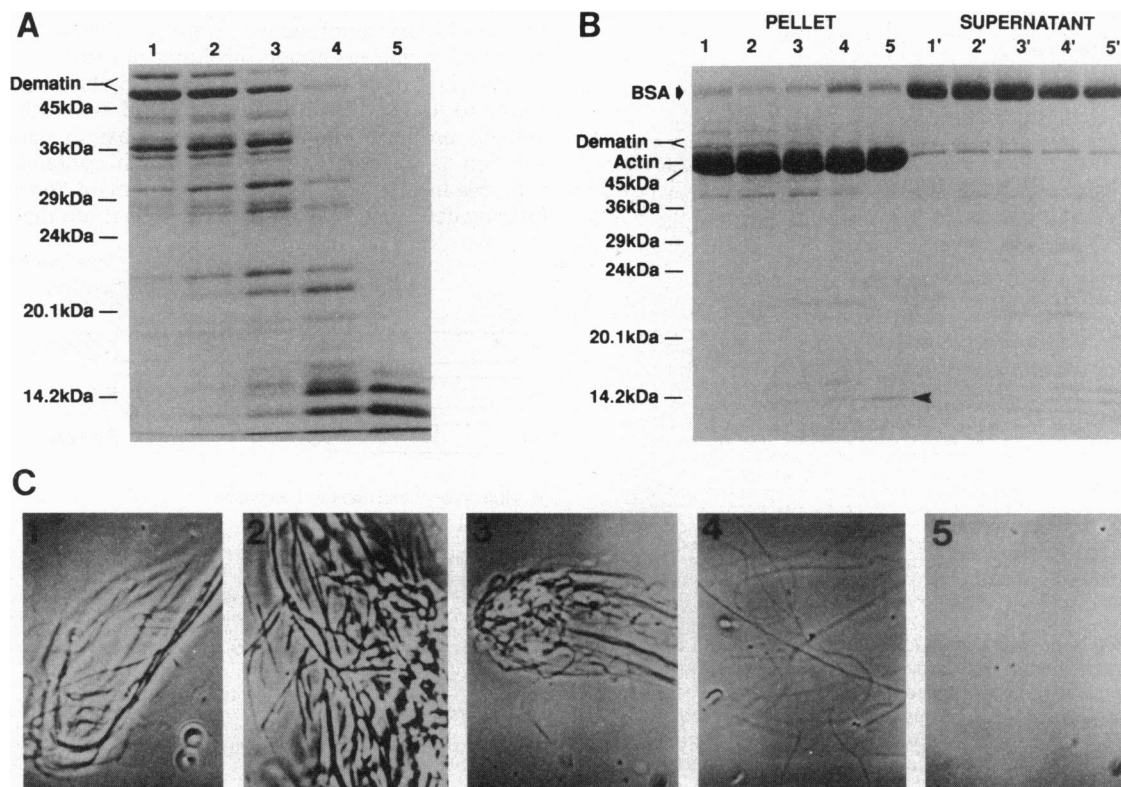 A
1 2 3 4 5
Dematin
45kDa
36kDa
29kDa
24kDa
20.1kDa
14.2kDa
B
PELLET SUPERNATANT
1 2 3 4 5 1' 2' 3' 4' 5'
BSA
Dematin
Actin
45kDa
36kDa
29kDa
24kDa
20.1kDa
14.2kDa
C
1 2 3 4 5